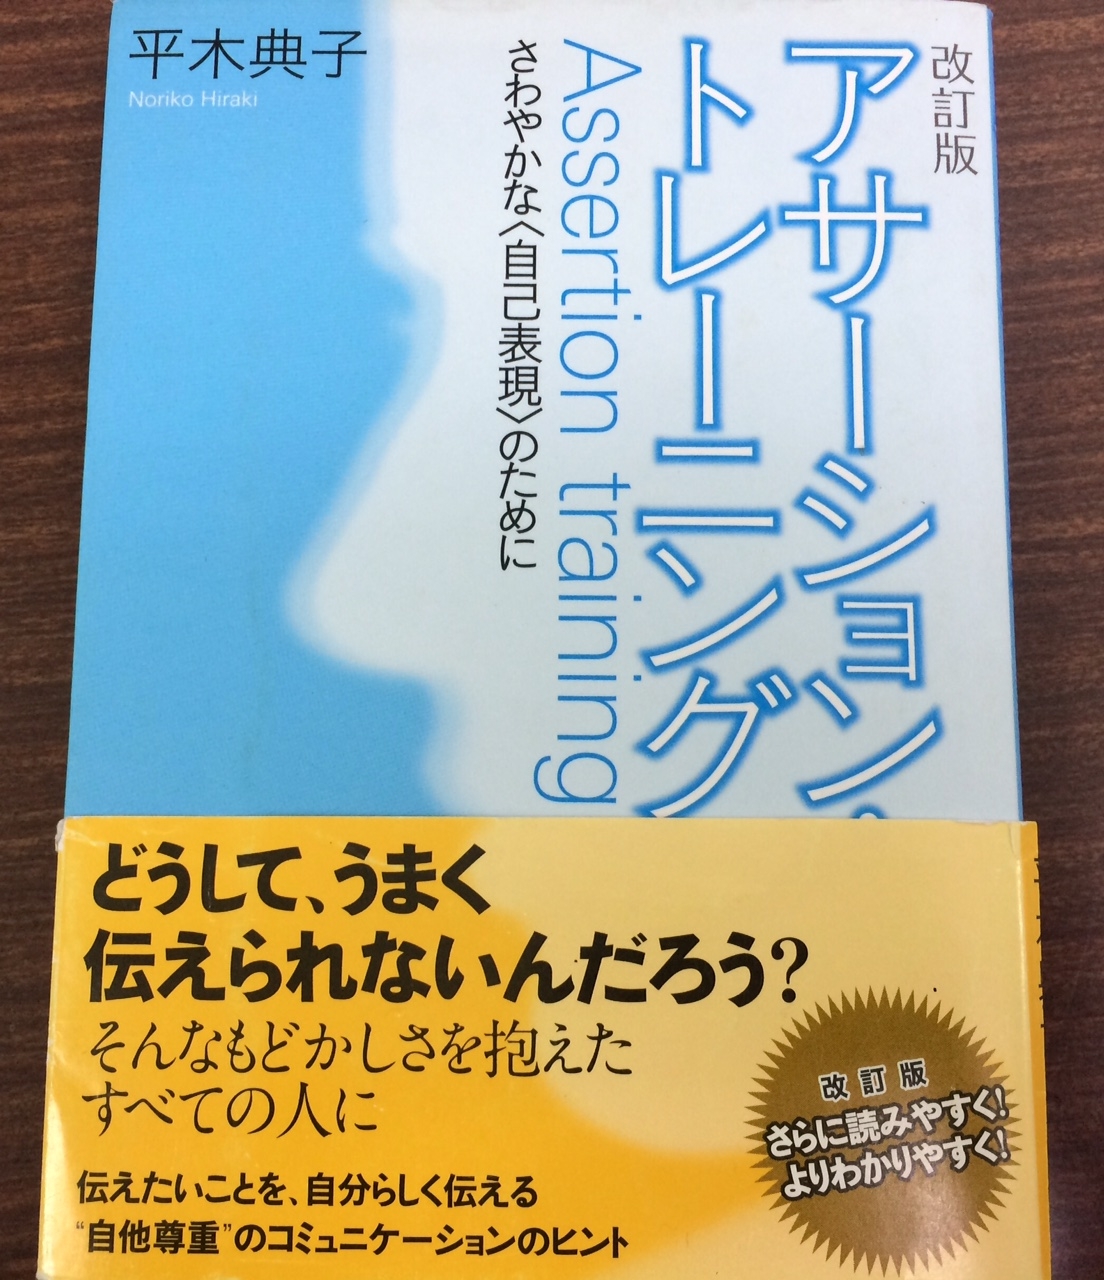 改訂版
アサーション・
トレーニング
Assertion training
さわやかな〈自己表現〉のために
平木典子
Noriko Hiraki
どうして、うまく
伝えられないんだろう?
そんなもどかしさを抱えた
すべての人に
伝えたいことを、自分らしく伝える
“自他尊重”のコミュニケーションのヒント
改訂版
さらに読みやすく!
よりわかりやすく!